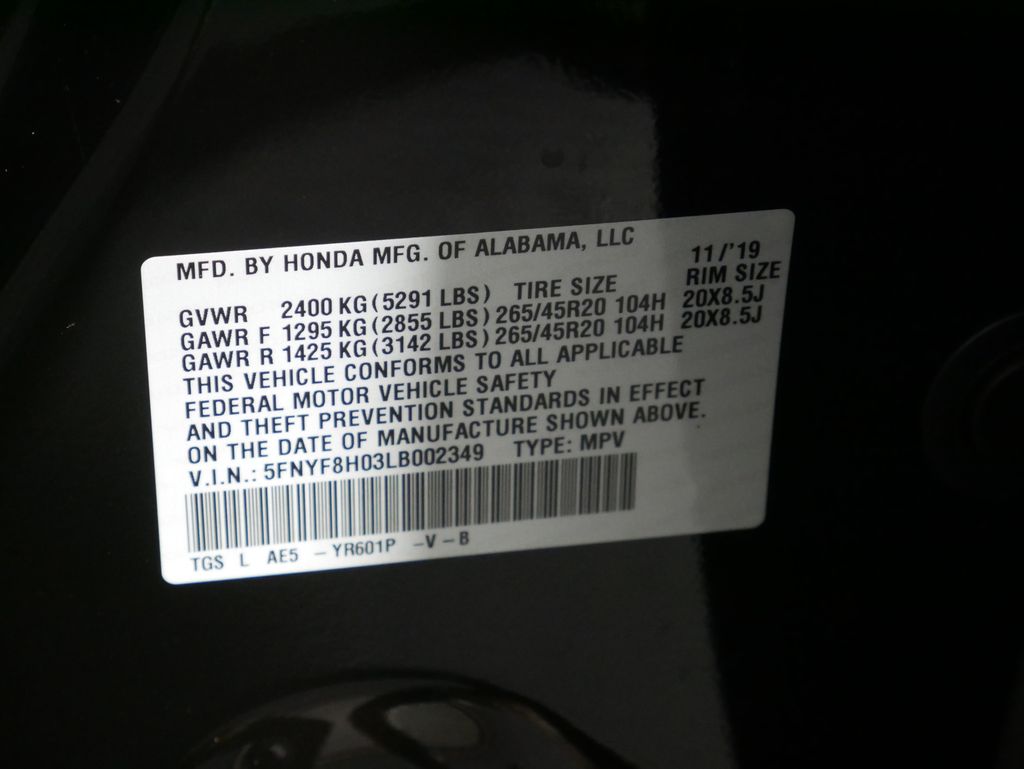 MFD. BY HONDA MFG. OF ALABAMA, LLC 11/'19
GVWR 2400 KG (5291 LBS) TIRE SIZE RIM SIZE
GAWR F 1295 KG (2855 LBS) 265/45R20 104H 20X8.5J
GAWR R 1425 KG (3142 LBS) 265/45R20 104H 20X8.5J
THIS VEHICLE CONFORMS TO ALL APPLICABLE
FEDERAL MOTOR VEHICLE SAFETY
AND THEFT PREVENTION STANDARDS IN EFFECT
ON THE DATE OF MANUFACTURE SHOWN ABOVE.
V.I.N.: 5FNYF8H03LB002349 TYPE: MPV
TGS L AE5 - YR601P - V - B